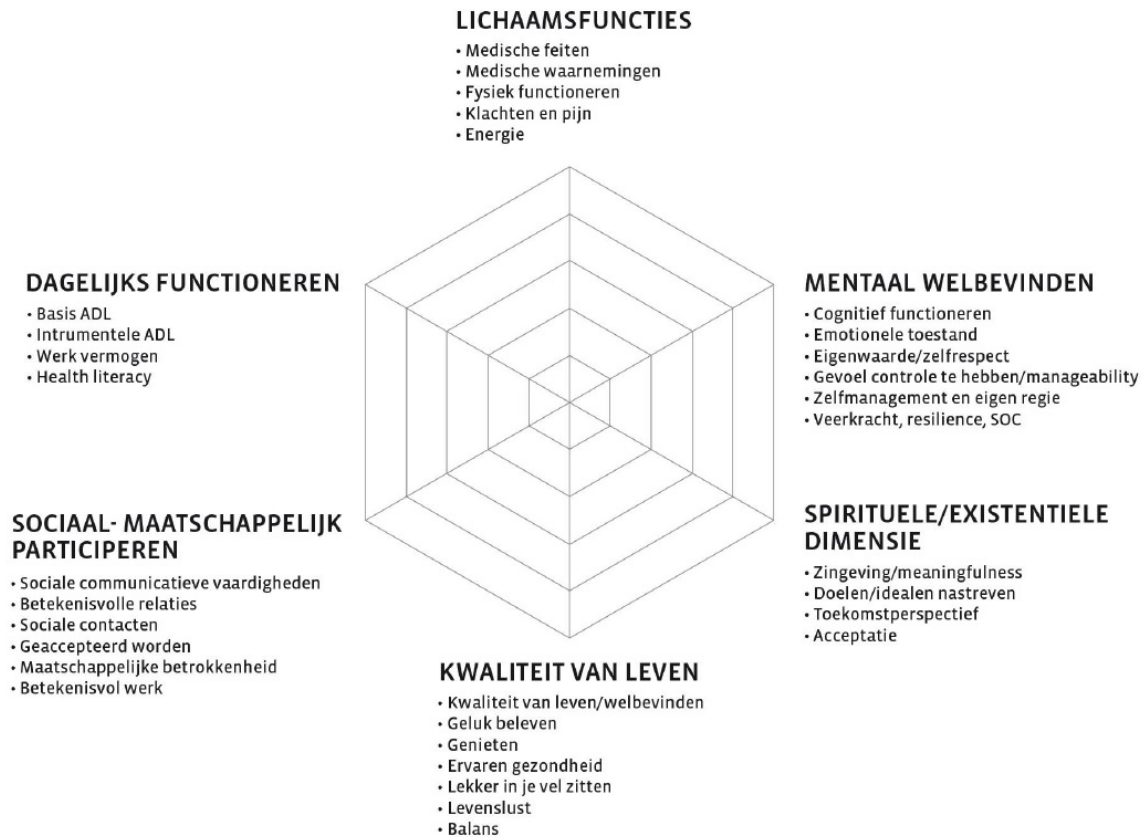 LICHAAMSFUNCTIES
• Medische feiten
• Medische waarnemingen
• Fysiek functioneren
• Klachten en pijn
• Energie
DAGELIJKS FUNCTIONEREN
• Basis ADL
• Intrumentele ADL
• Werk vermogen
• Health literacy
MENTAAL WELBEVINDEN
• Cognitief functioneren
• Emotionele toestand
• Eigenwaarde/zelfrespect
• Gevoel controle te hebben/manageability
• Zelfmanagement en eigen regie
• Veerkracht, resilience, SOC
SOCIAAL- MAATSCHAPPELIJK
PARTICIPEREN
• Sociale communicatieve vaardigheden
• Betekenisvolle relaties
• Sociale contacten
• Geaccepteerd worden
• Maatschappelijke betrokkenheid
• Betekenisvol werk
SPIRITUELE/EXISTENTIELE
DIMENSIE
• Zingeving/meaningfulness
• Doelen/idealen nastreven
• Toekomstperspectief
• Acceptatie
KWALITEIT VAN LEVEN
• Kwaliteit van leven/welbevinden
• Geluk beleven
• Genieten
• Ervaren gezondheid
• Lekker in je vel zitten
• Levenslust
• Balans